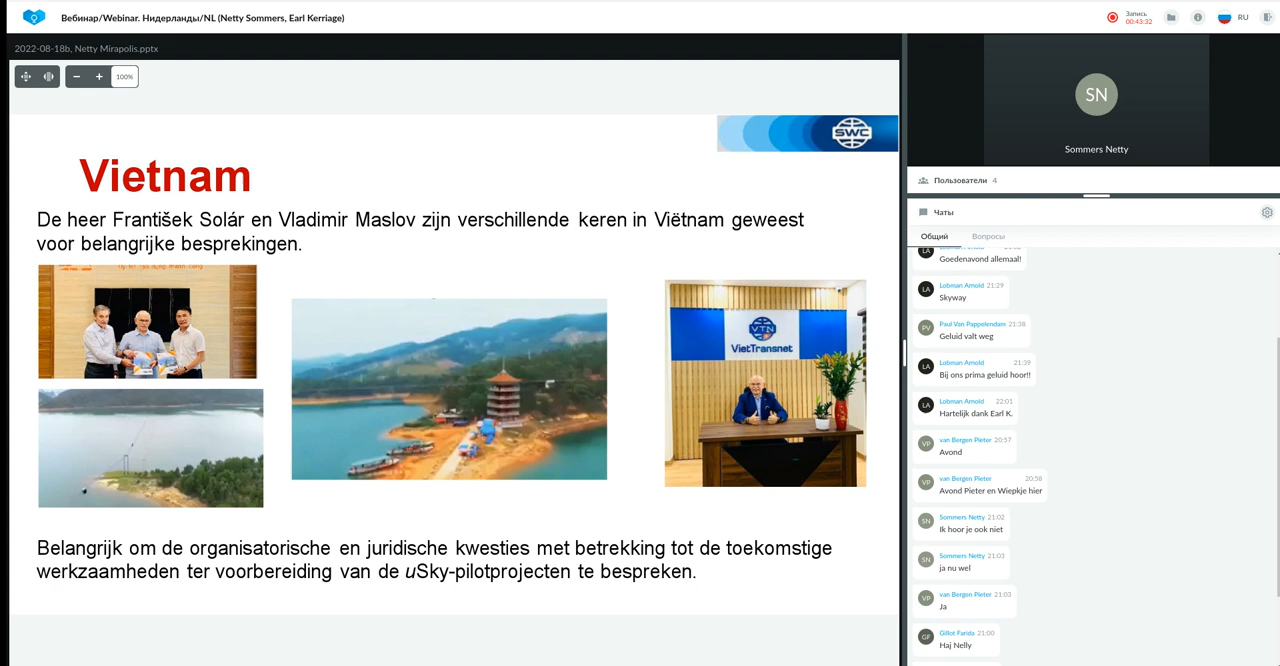 Вебинар/Webinar. Нидерланды/NL (Netty Sommers, Earl Kerriage)
Запись
00:43:32
RU
2022-08-18b, Netty Mirapolis.pptx
100%
SWC
Vietnam
De heer František Solár en Vladimir Maslov zijn verschillende keren in Viëtnam geweest
voor belangrijke besprekingen.
VTN
VietTransnet
Belangrijk om de organisatorische en juridische kwesties met betrekking tot de toekomstige
werkzaamheden ter voorbereiding van de uSky-pilotprojecten te bespreken.
SN
Sommers Netty
Пользователи 4
Чаты
Общий Вопросы
LA
Goedenavond allemaal!
LA Lobman Arnold 21:29
Skyway
PV Paul Van Pappelendam 21:38
Geluid valt weg
LA Lobman Arnold 21:39
Bij ons prima geluid hoor!!
LA Lobman Arnold 22:01
Hartelijk dank Earl K.
VP van Bergen Pieter 20:57
Avond
VP van Bergen Pieter 20:58
Avond Pieter en Wiepkje hier
SN Sommers Netty 21:02
Ik hoor je ook niet
SN Sommers Netty 21:03
ja nu wel
VP van Bergen Pieter 21:03
Ja
GF Gillot Farida 21:00
Haj Nelly